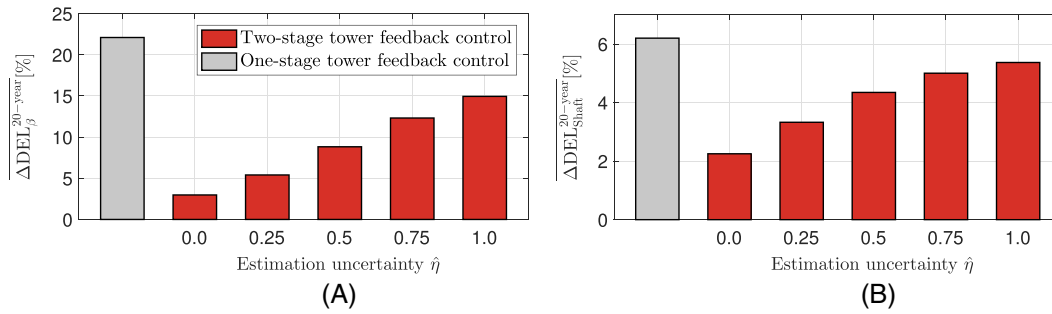 25
20
15
10
5
0
ΔDEL_β^{20−year}[%]
Two-stage tower feedback control
One-stage tower feedback control
0.0 0.25 0.5 0.75 1.0
Estimation uncertainty η̂
(A)
6
4
2
0
ΔDEL_{Shaft}^{20−year}[%]
0.0 0.25 0.5 0.75 1.0
Estimation uncertainty η̂
(B)